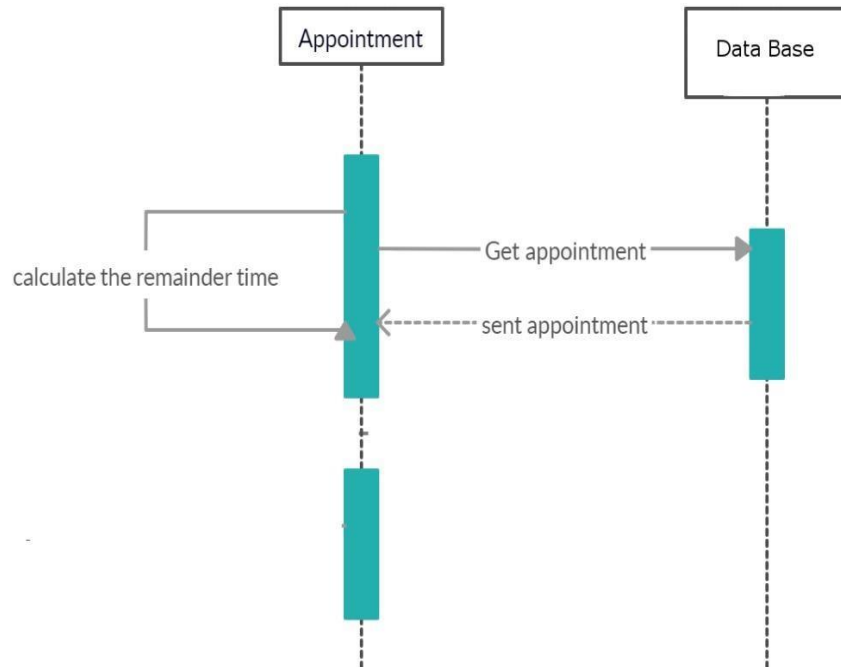 Appointment
Data Base
Get appointment
calculate the remainder time
sent appointment